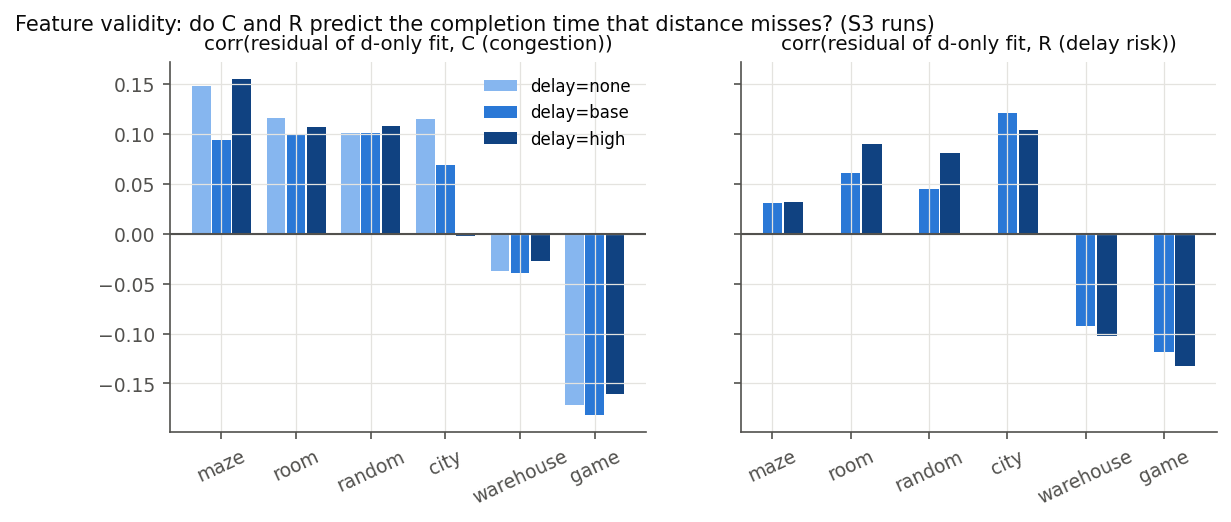 Feature validity: do C and R predict the completion time that distance misses? (S3 runs)
corr(residual of d-only fit, C (congestion))
corr(residual of d-only fit, R (delay risk))
delay=none
delay=base
delay=high
0.15
0.10
0.05
0.00
−0.05
−0.10
−0.15
maze
room
random
city
warehouse
game
maze
room
random
city
warehouse
game